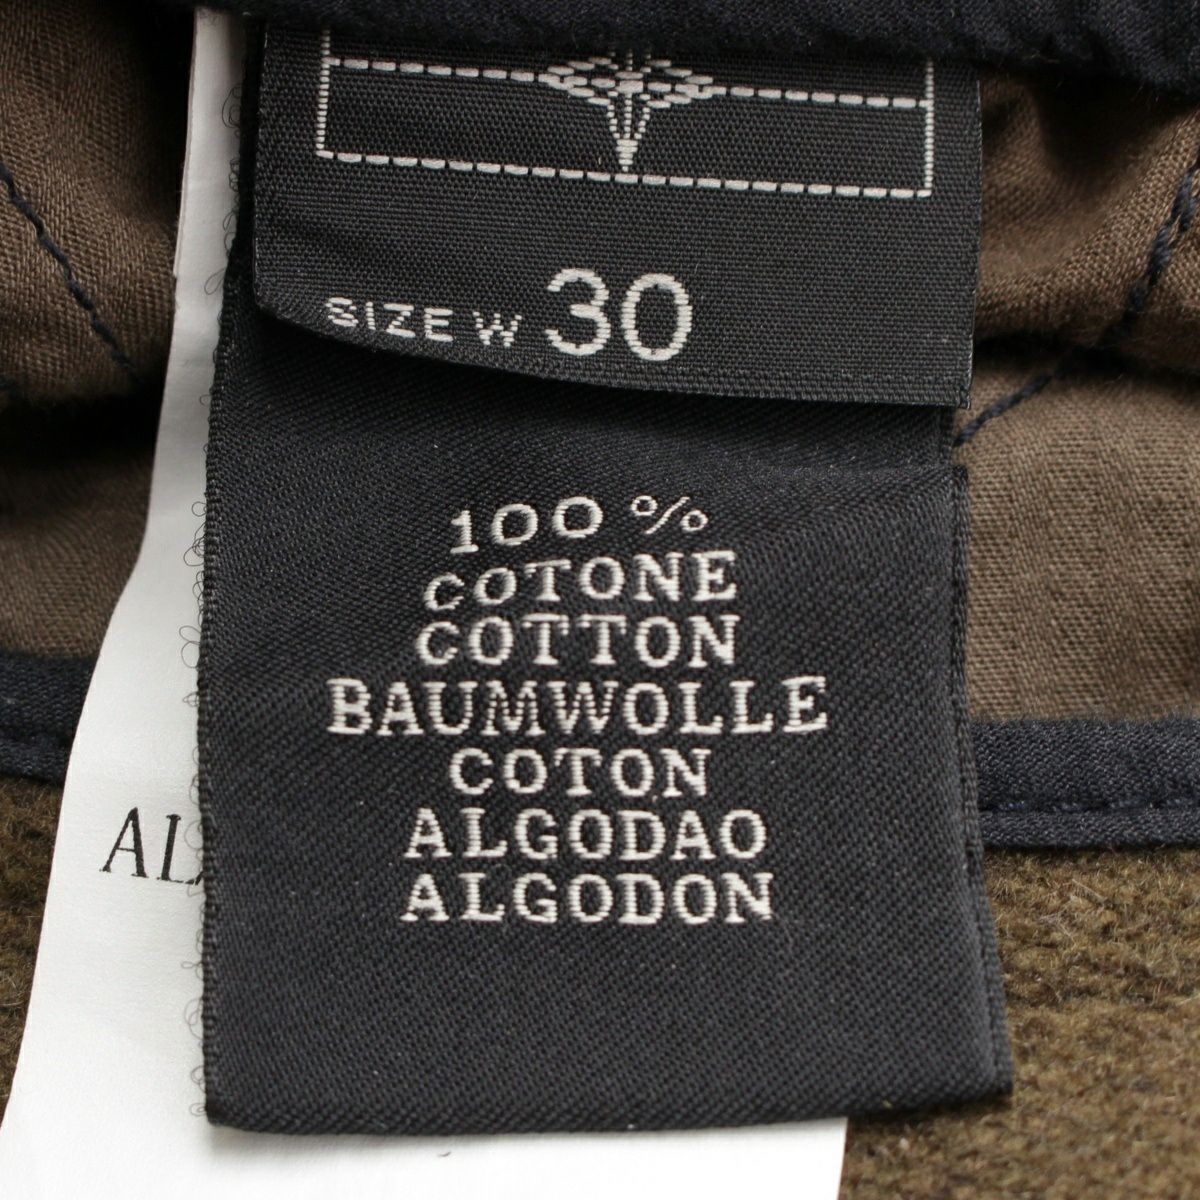 SIZE W 30
100 %
COTONE
COTTON
BAUMWOLLE
COTON
ALGODAO
ALGODON